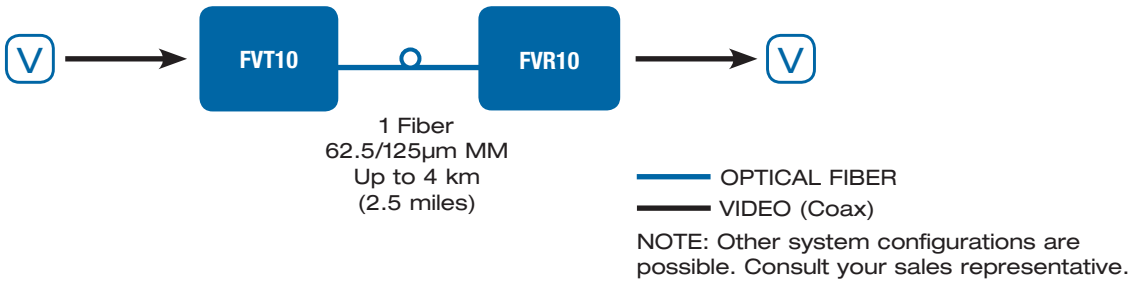 V
FVT10
FVR10
V
1 Fiber
62.5/125µm MM
Up to 4 km
(2.5 miles)
OPTICAL FIBER
VIDEO (Coax)
NOTE: Other system configurations are
possible. Consult your sales representative.